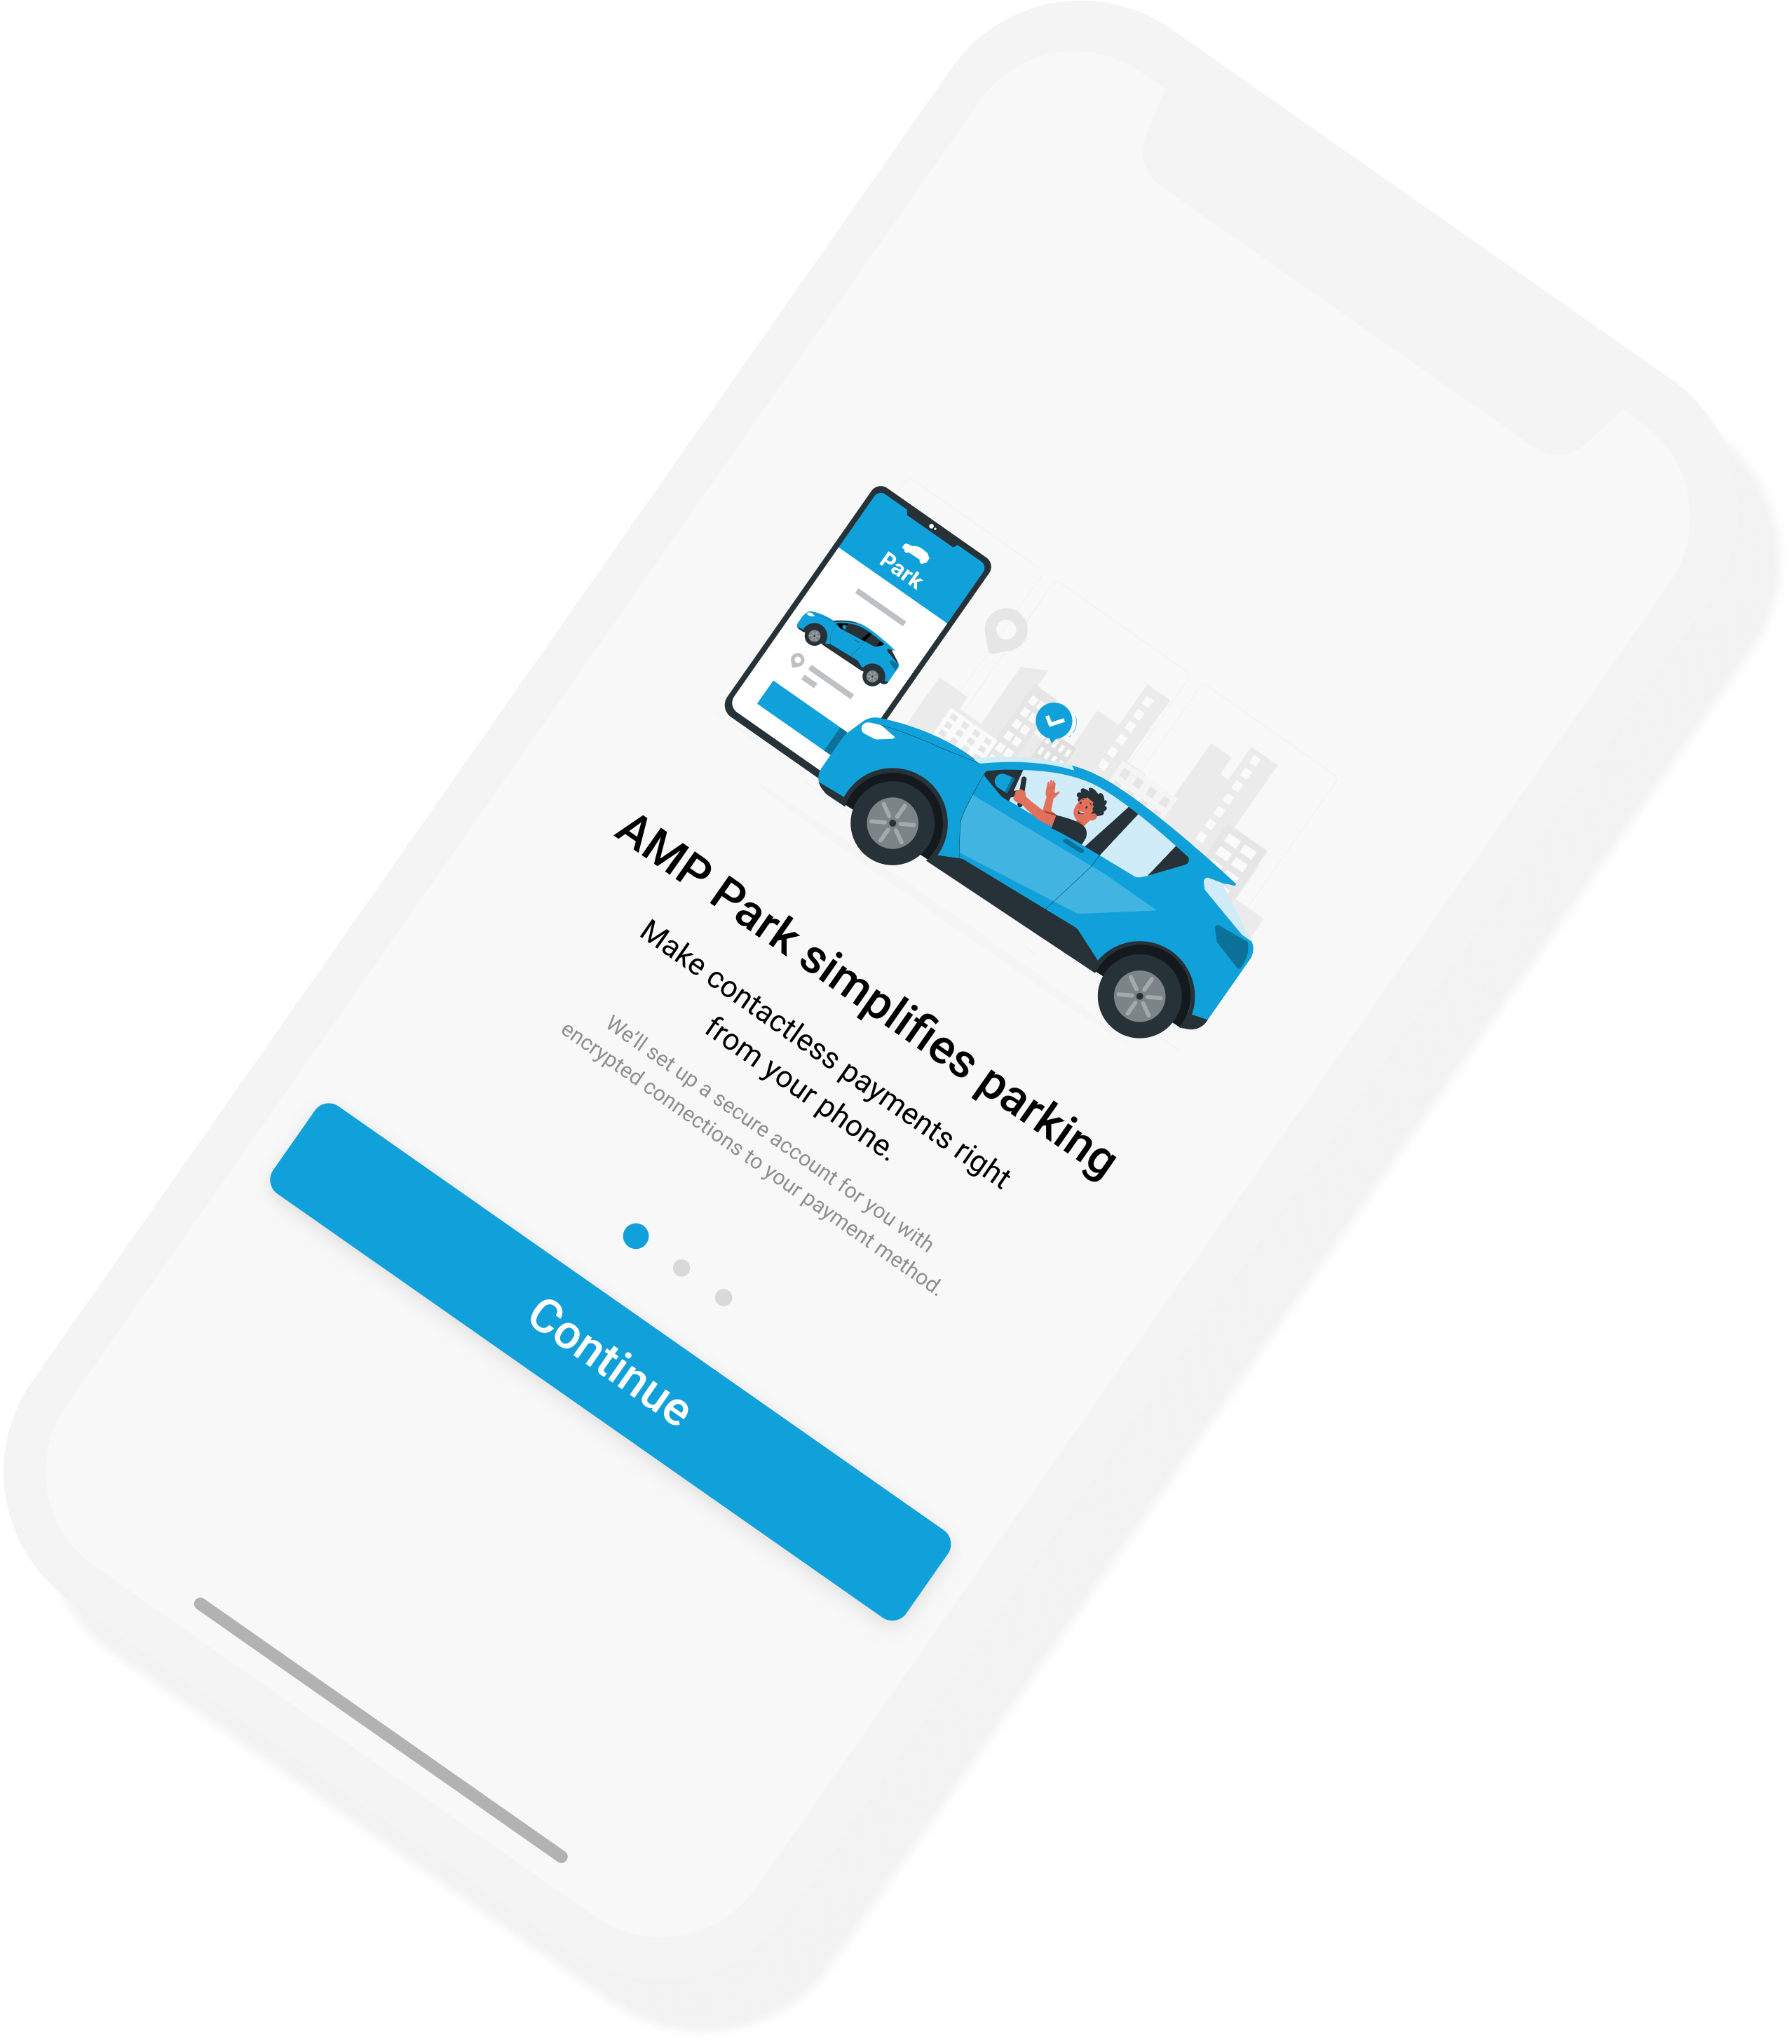 Park
AMP Park simplifies parking
Make contactless payments right
from your phone.
We'll set up a secure account for you with
encrypted connections to your payment method.
Continue